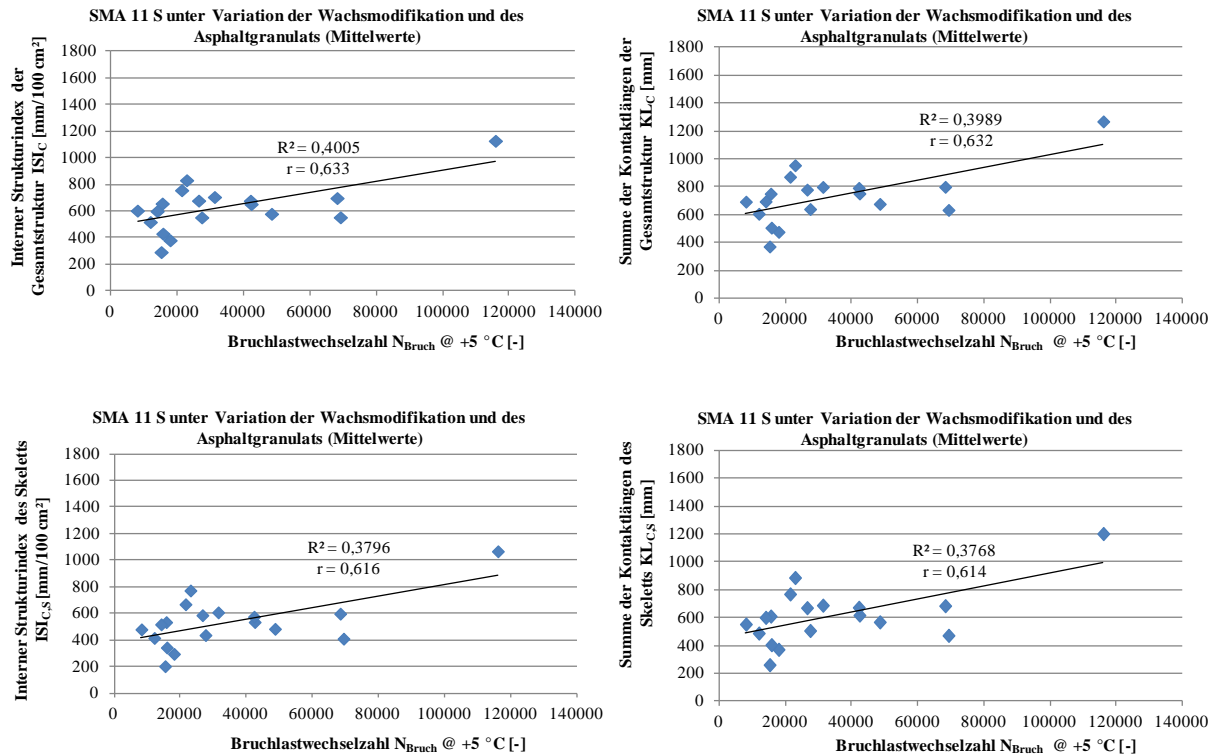 SMA 11 S unter Variation der Wachsmodifikation und des
Asphaltgranulats (Mittelwerte)
Interner Strukturindex der
Gesamtstruktur ISI_C [mm/100 cm²]
1800
1600
1400
1200
1000
800
600
400
200
0
R² = 0,4005
r = 0,633
0 20000 40000 60000 80000 100000 120000 140000
Bruchlastwechselzahl N_Bruch @ +5 °C [-]
SMA 11 S unter Variation der Wachsmodifikation und des
Asphaltgranulats (Mittelwerte)
Summe der Kontaktlängen der
Gesamtstruktur KL_C [mm]
1800
1600
1400
1200
1000
800
600
400
200
0
R² = 0,3989
r = 0,632
0 20000 40000 60000 80000 100000 120000 140000
Bruchlastwechselzahl N_Bruch @ +5 °C [-]
SMA 11 S unter Variation der Wachsmodifikation und des
Asphaltgranulats (Mittelwerte)
Interner Strukturindex des Skeletts
ISI_C,S [mm/100 cm²]
1800
1600
1400
1200
1000
800
600
400
200
0
R² = 0,3796
r = 0,616
0 20000 40000 60000 80000 100000 120000 140000
Bruchlastwechselzahl N_Bruch @ +5 °C [-]
SMA 11 S unter Variation der Wachsmodifikation und des
Asphaltgranulats (Mittelwerte)
Summe der Kontaktlängen des
Skeletts KL_C,S [mm]
1800
1600
1400
1200
1000
800
600
400
200
0
R² = 0,3768
r = 0,614
0 20000 40000 60000 80000 100000 120000 140000
Bruchlastwechselzahl N_Bruch @ +5 °C [-]